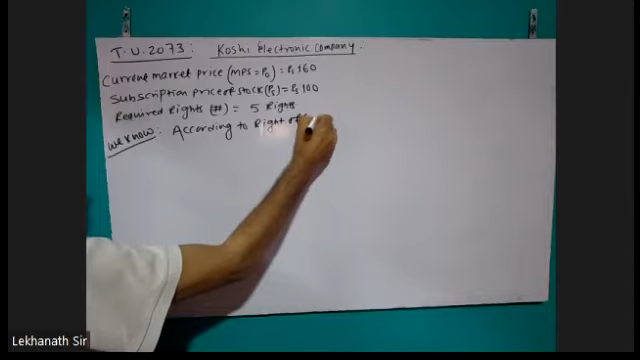 T.U. 2073: Koshi Electronic Company.
Current market price (MPS = P₀) = Rs 160
Subscription price of stock (Ps) = Rs 100
Required Rights (#) = 5 Rights.
we know. According to Right of
Lekhanath Sir